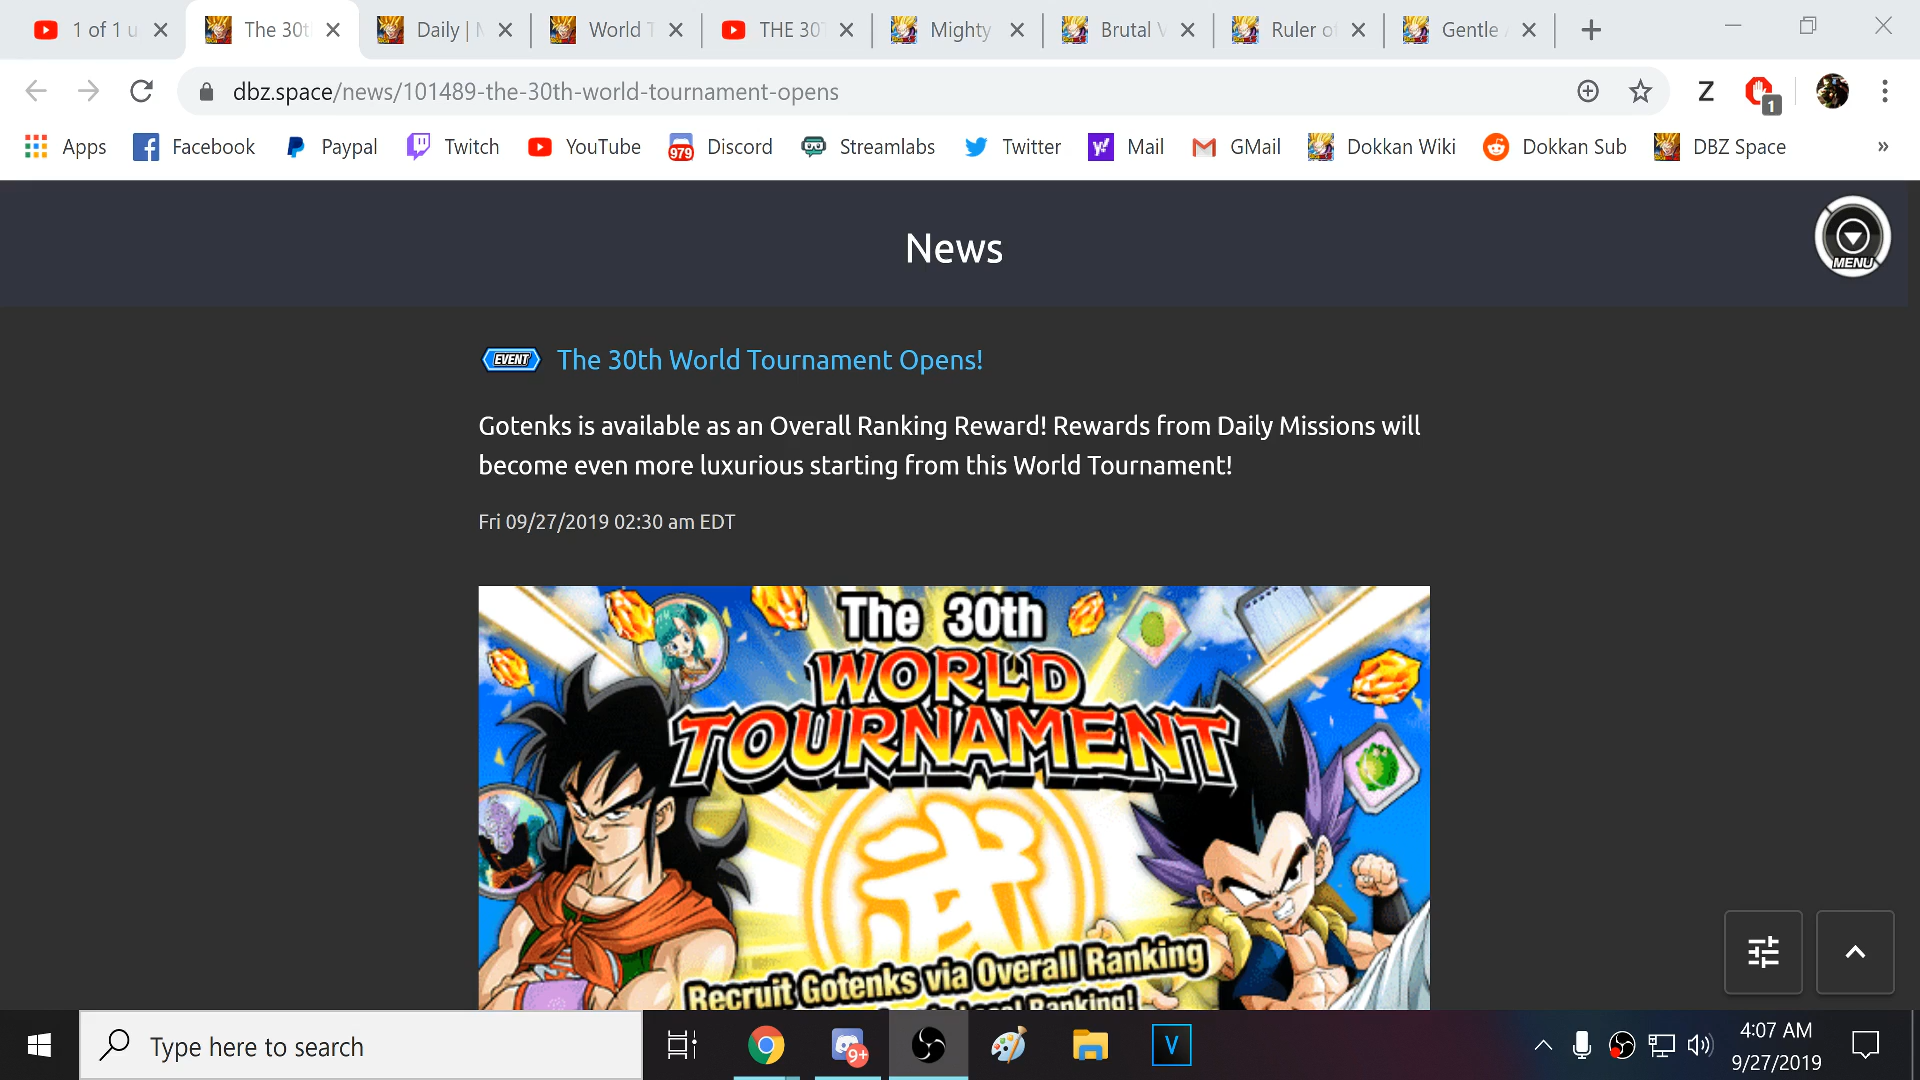 1 of 1 u
The 30t
Daily | M
World T
THE 30T
Mighty
Brutal V
Ruler o
Gentle
dbz.space/news/101489-the-30th-world-tournament-opens
Z
1
Apps
Facebook
Paypal
Twitch
YouTube
979
Discord
Streamlabs
Twitter
y!
Mail
GMail
Dokkan Wiki
Dokkan Sub
DBZ Space
»
News
MENU
EVENT The 30th World Tournament Opens!
Gotenks is available as an Overall Ranking Reward! Rewards from Daily Missions will
become even more luxurious starting from this World Tournament!
Fri 09/27/2019 02:30 am EDT
The 30th
WORLD
TOURNAMENT
武
Recruit Gotenks via Overall Ranking
Local Ranking!
Type here to search
9+
V
4:07 AM
9/27/2019